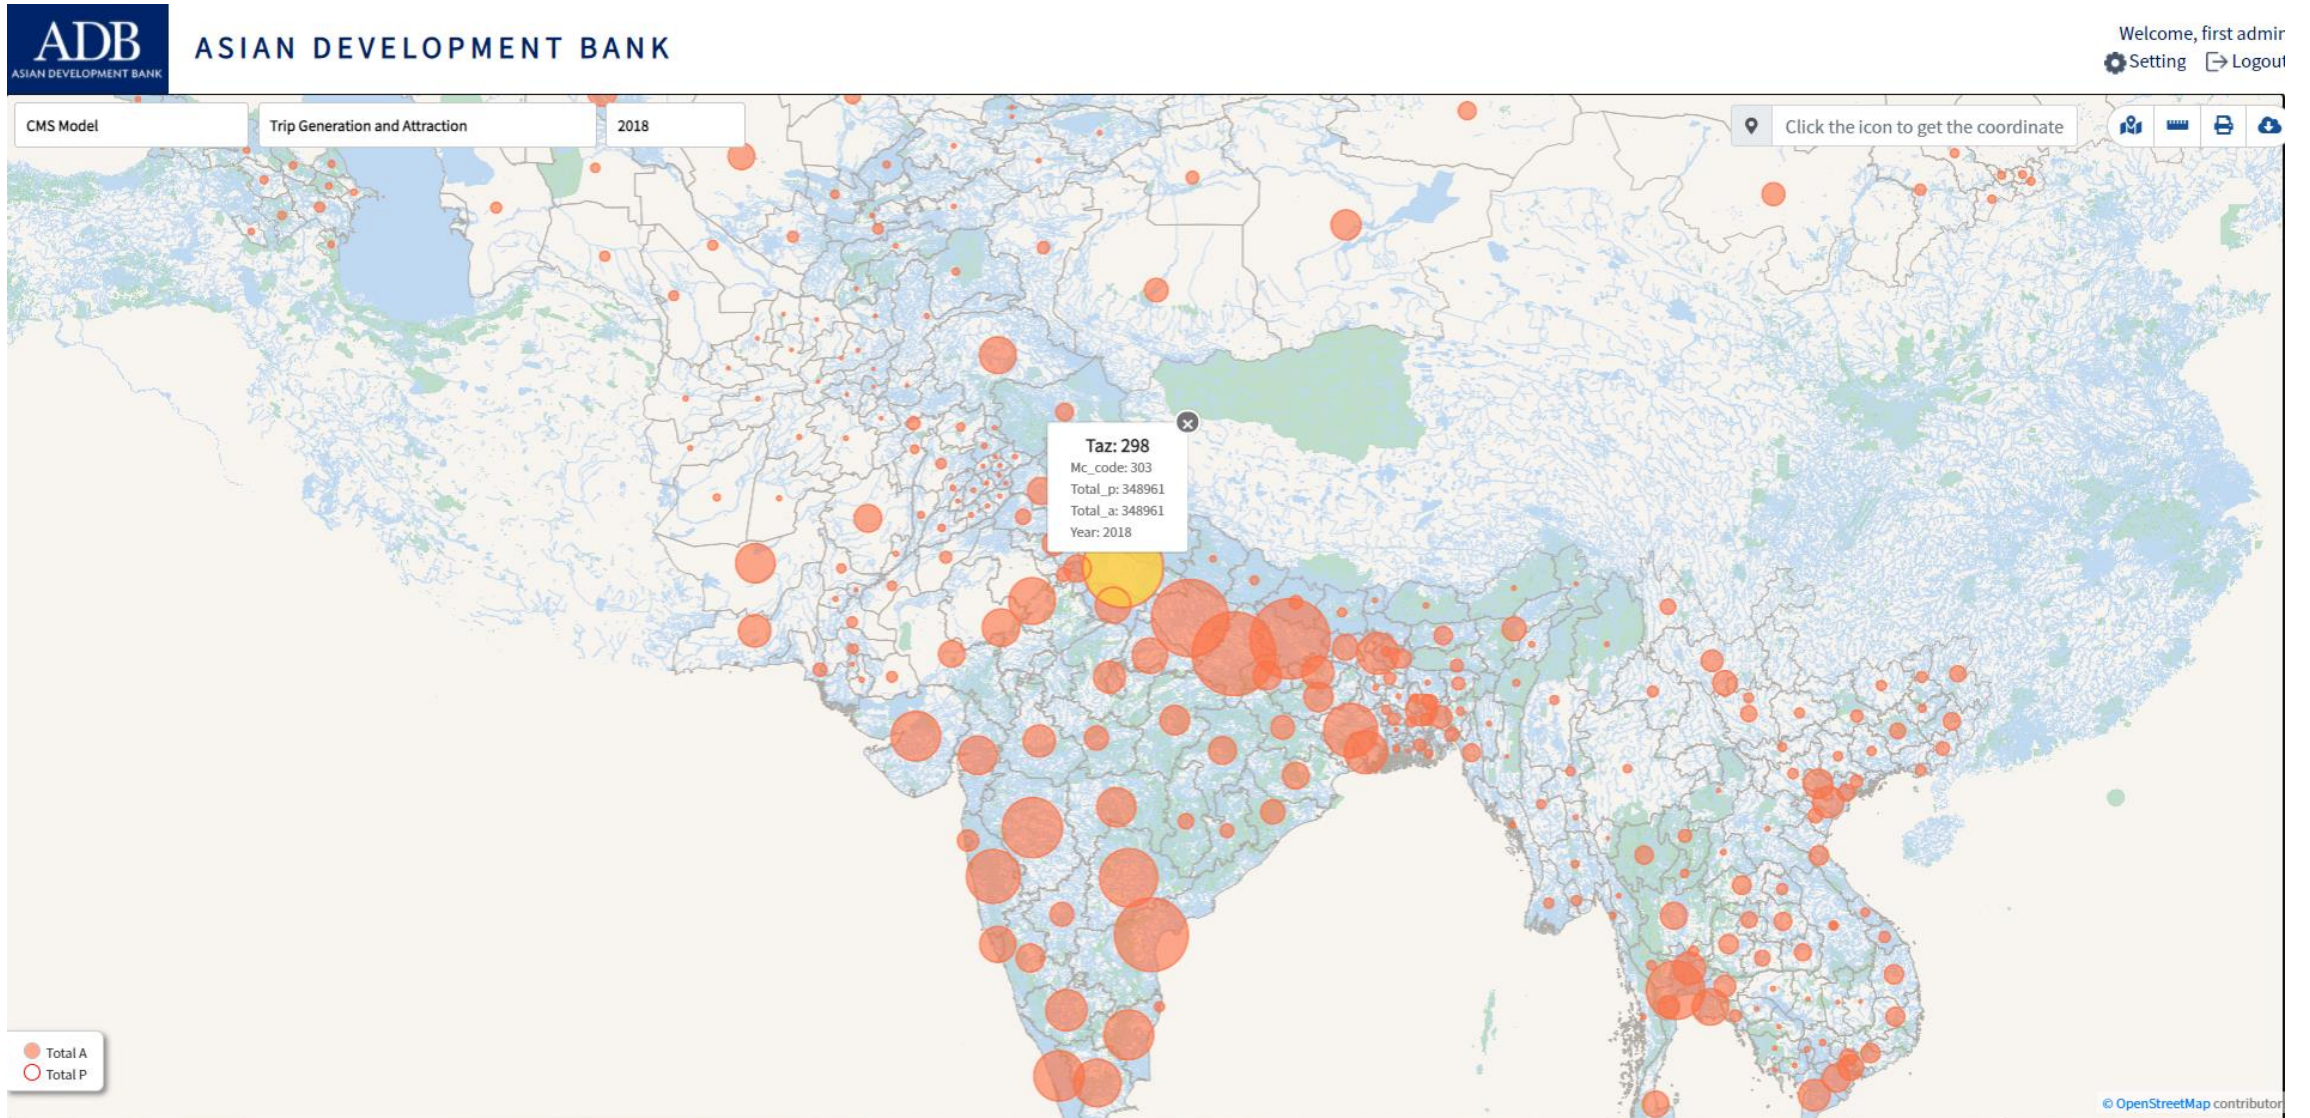 ADB
ASIAN DEVELOPMENT BANK
ASIAN DEVELOPMENT BANK
Welcome, first admin
Setting Logout
CMS Model
Trip Generation and Attraction
2018
Click the icon to get the coordinate
Taz: 298
Mc_code: 303
Total_p: 348961
Total_a: 348961
Year: 2018
Total A
Total P
© OpenStreetMap contributor